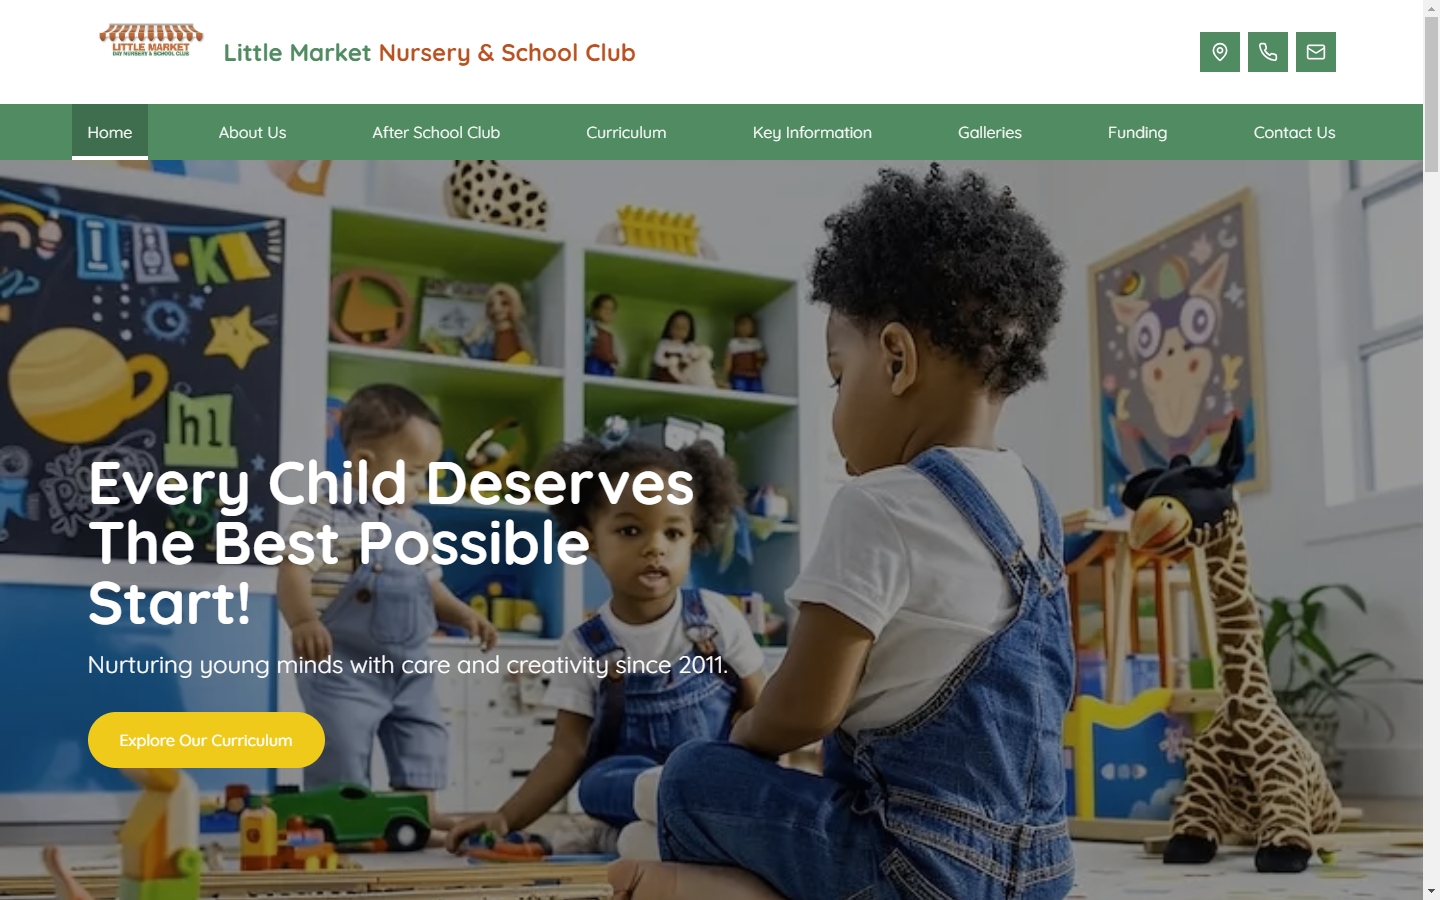 LITTLE MARKET
DAY NURSERY & SCHOOL CLUB
Little Market Nursery & School Club
Home
About Us
After School Club
Curriculum
Key Information
Galleries
Funding
Contact Us
hl
Every Child Deserves
The Best Possible
Start!
Nurturing young minds with care and creativity since 2011.
Explore Our Curriculum